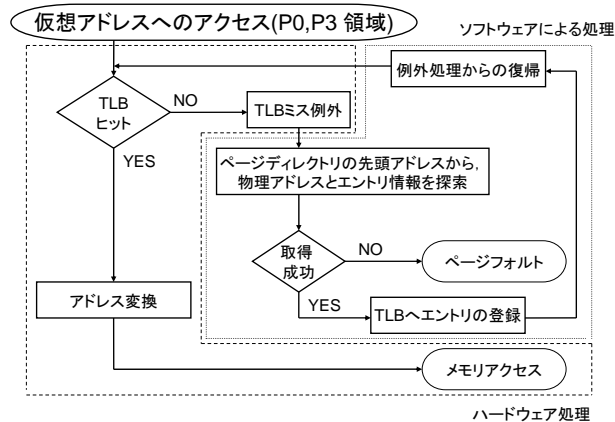 仮想アドレスへのアクセス(P0,P3 領域)
ソフトウェアによる処理
例外処理からの復帰
TLB
ヒット
NO
TLBミス例外
YES
ページディレクトリの先頭アドレスから,
物理アドレスとエントリ情報を探索
取得
成功
NO
ページフォルト
YES
アドレス変換
TLBへエントリの登録
メモリアクセス
ハードウェア処理